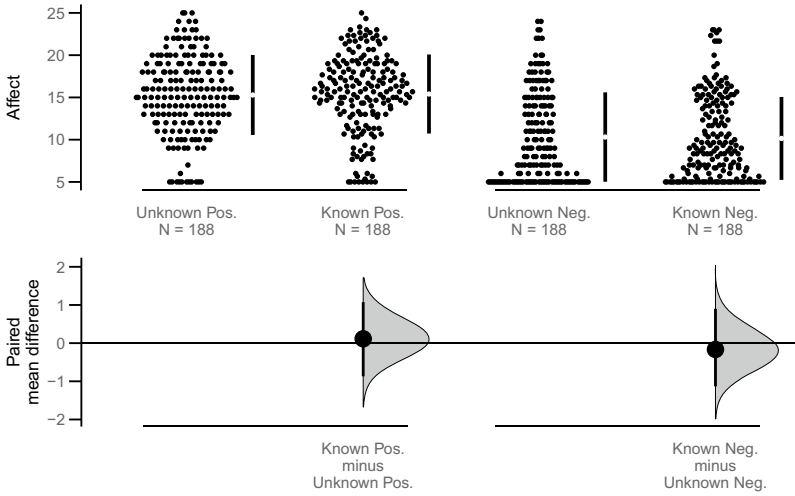 25
20
15
10
5
Affect
Unknown Pos.
N = 188
Known Pos.
N = 188
Unknown Neg.
N = 188
Known Neg.
N = 188
2
1
0
−1
−2
Paired
mean difference
Known Pos.
minus
Unknown Pos.
Known Neg.
minus
Unknown Neg.